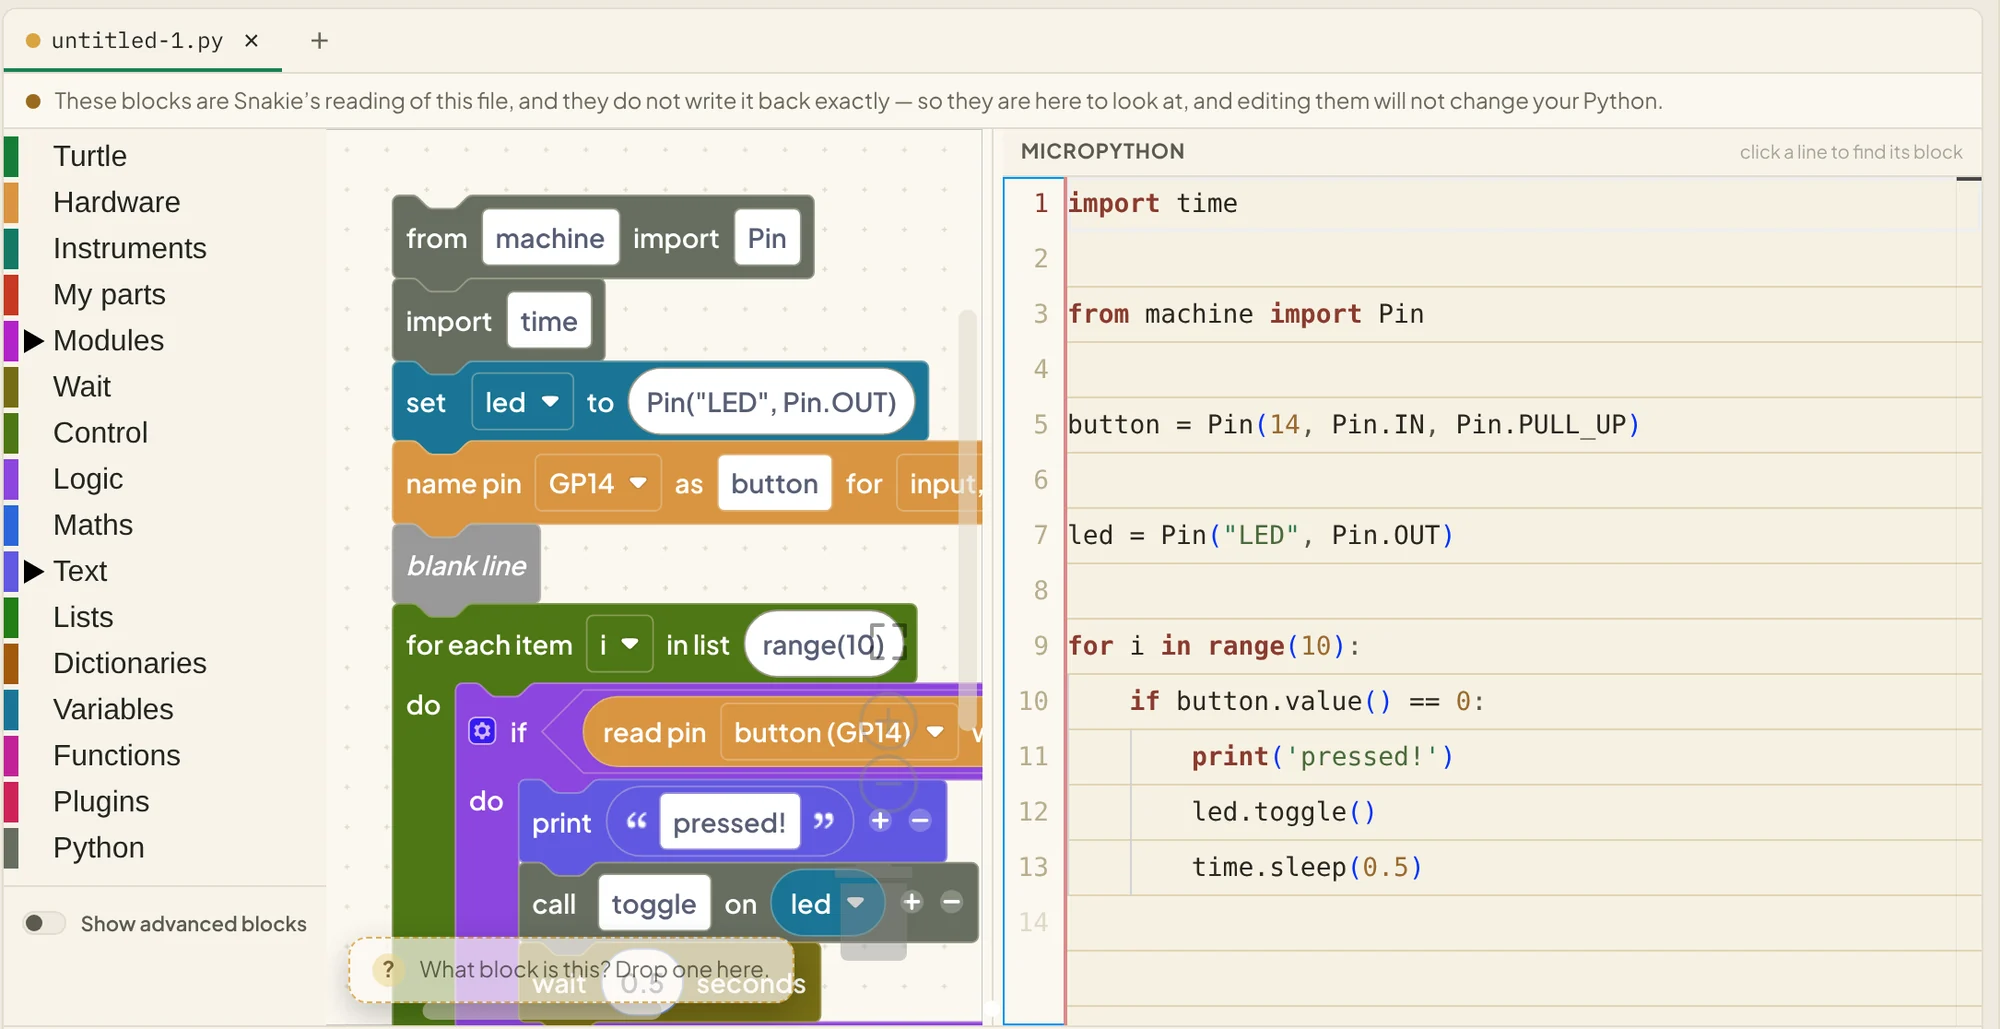 untitled-1.py × +
These blocks are Snakie's reading of this file, and they do not write it back exactly — so they are here to look at, and editing them will not change your Python.
Turtle
Hardware
Instruments
My parts
Modules
Wait
Control
Logic
Maths
Text
Lists
Dictionaries
Variables
Functions
Plugins
Python
Show advanced blocks
from machine import Pin
import time
set led to Pin("LED", Pin.OUT)
name pin GP14 as button for input,
blank line
for each item i in list range(10)
do
if read pin button (GP14)
do
print “ pressed! ” + −
call toggle on led + −
wait 0.5 seconds
? What block is this? Drop one here.
MICROPYTHON
click a line to find its block
1 import time
2
3 from machine import Pin
4
5 button = Pin(14, Pin.IN, Pin.PULL_UP)
6
7 led = Pin("LED", Pin.OUT)
8
9 for i in range(10):
10 if button.value() == 0:
11 print('pressed!')
12 led.toggle()
13 time.sleep(0.5)
14